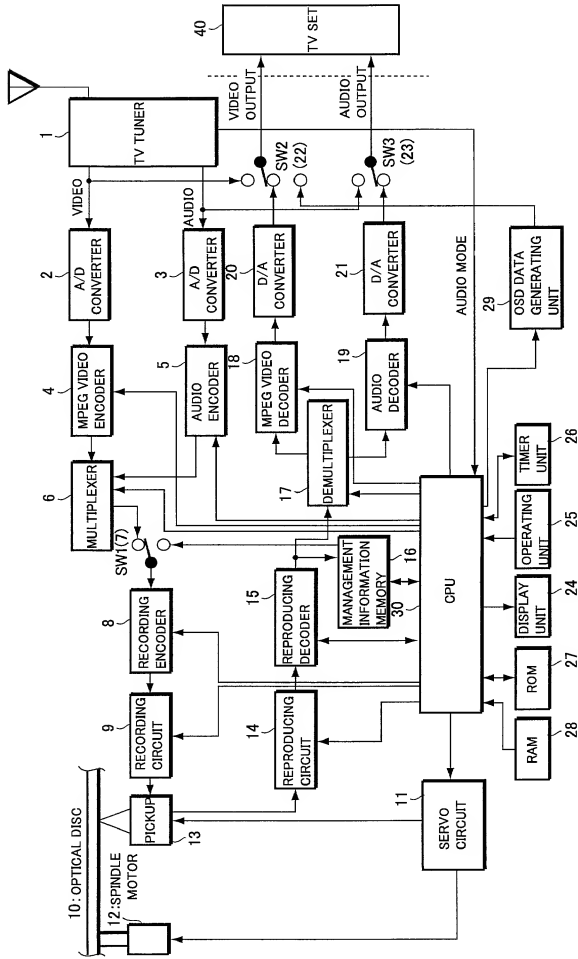 10: OPTICAL DISC
12:SPINDLE
MOTOR
PICKUP
13
9
RECORDING
CIRCUIT
8
RECORDING
ENCODER
SW1(7)
6
MULTIPLEXER
4
MPEG VIDEO
ENCODER
2
A/D
CONVERTER
VIDEO
1
TV TUNER
5
AUDIO
ENCODER
3
A/D
CONVERTER
AUDIO
14
REPRODUCING
CIRCUIT
15
REPRODUCING
DECODER
MANAGEMENT
INFORMATION
MEMORY
16
17
DEMULTIPLEXER
18
MPEG VIDEO
DECODER
20
D/A
CONVERTER
SW2
(22)
VIDEO
OUTPUT
40
TV SET
19
AUDIO
DECODER
21
D/A
CONVERTER
SW3
(23)
AUDIO
OUTPUT
11
SERVO
CIRCUIT
30
CPU
AUDIO MODE
29
OSD DATA
GENERATING
UNIT
RAM
28
ROM
27
DISPLAY
UNIT
24
OPERATING
UNIT
25
TIMER
UNIT
26